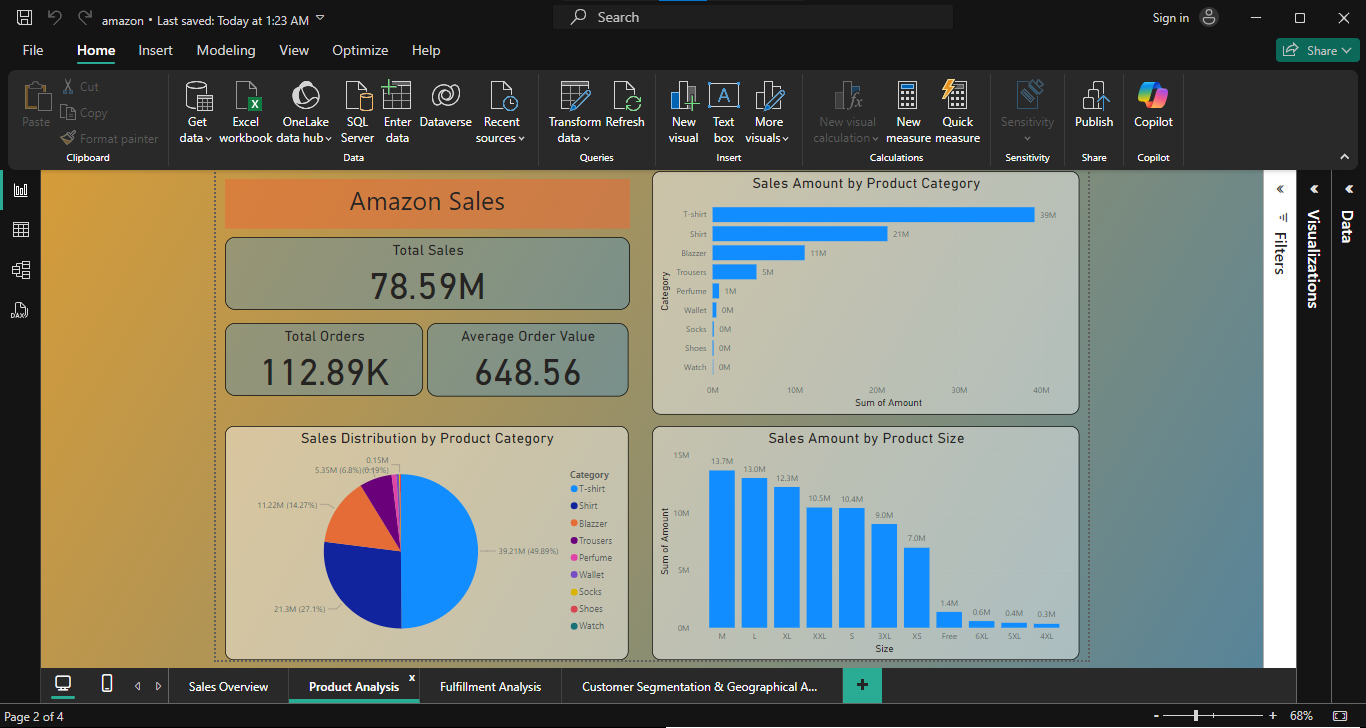 amazon • Last saved: Today at 1:23 AM
Search
Sign in
File Home Insert Modeling View Optimize Help
Share
Paste
Cut
Copy
Format painter
Clipboard
Get data
Excel workbook
OneLake data hub
SQL Server
Enter data
Dataverse
Recent sources
Data
Transform data
Refresh
Queries
New visual
Text box
More visuals
Insert
New visual calculation
New measure
Quick measure
Calculations
Sensitivity
Sensitivity
Publish
Share
Copilot
Copilot
DAX
Amazon Sales
Total Sales
78.59M
Total Orders
112.89K
Average Order Value
648.56
Sales Amount by Product Category
Category
T-shirt 39M
Shirt 21M
Blazzer 11M
Trousers 5M
Perfume 1M
Wallet 0M
Socks 0M
Shoes 0M
Watch 0M
0M 10M 20M 30M 40M
Sum of Amount
Sales Distribution by Product Category
0.15M
5.35M (6.8%) (0.19%)
11.22M (14.27%)
39.21M (49.89%)
21.3M (27.1%)
Category
T-shirt
Shirt
Blazzer
Trousers
Perfume
Wallet
Socks
Shoes
Watch
Sales Amount by Product Size
Sum of Amount
15M
10M
5M
0M
13.7M 13.0M 12.3M 10.5M 10.4M 9.0M 7.0M 1.4M 0.6M 0.4M 0.3M
M L XL XXL S 3XL XS Free 6XL 5XL 4XL
Size
Filters
Visualizations
Data
Sales Overview
Product Analysis x
Fulfillment Analysis
Customer Segmentation & Geographical A...
+
Page 2 of 4
- + 68%